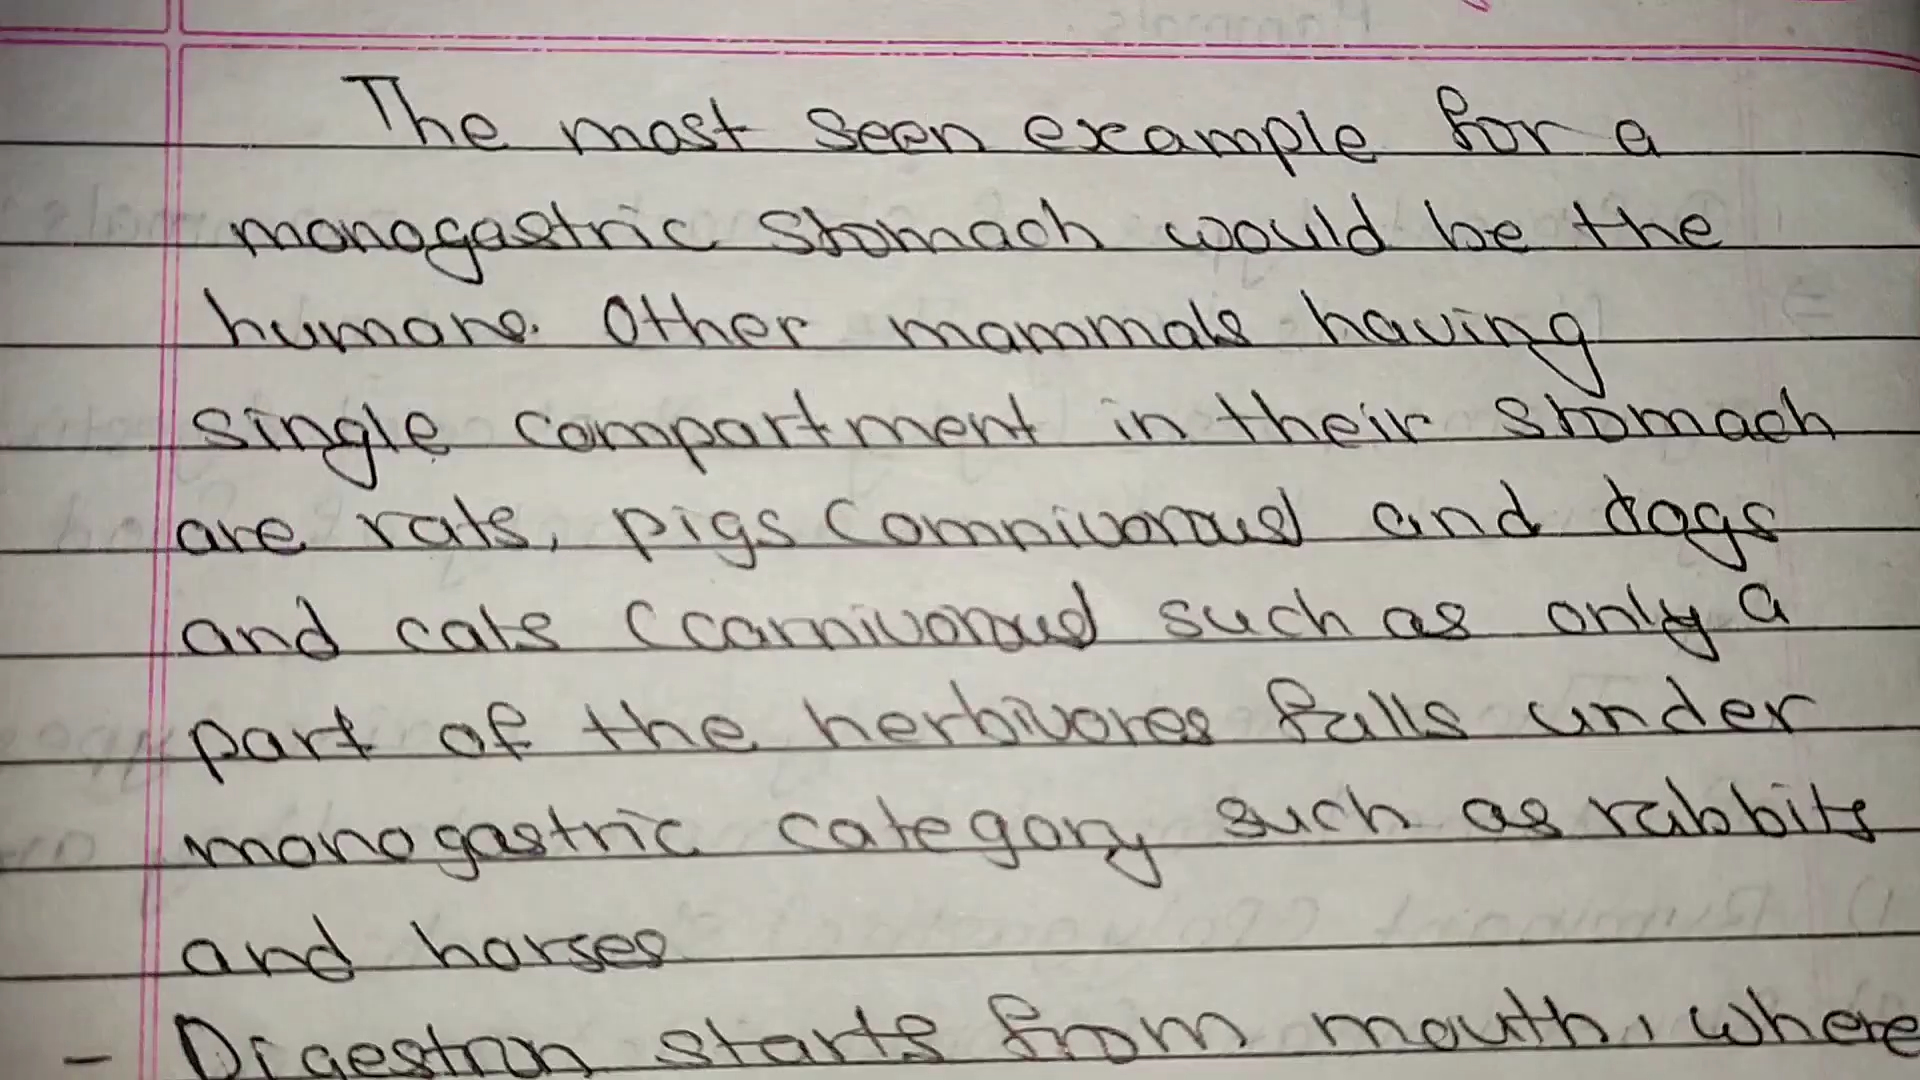 The most seen example for a
monogastric stomach would be the
humans. Other mammals having
single compartment in their stomach
are rats, pigs (omnivorous) and dogs
and cats (carnivorous) such as only a
part of the herbivores falls under
monogastric category such as rabbits
and horses
- Digestion starts from mouth, where